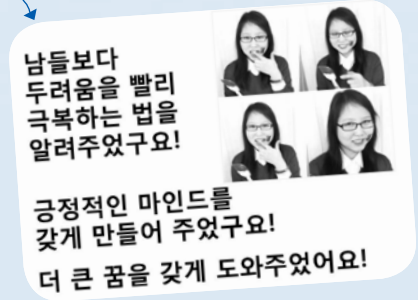 남들보다
두려움을 빨리
극복하는 법을
알려주었구요!
긍정적인 마인드를
갖게 만들어 주었구요!
더 큰 꿈을 갖게 도와주었어요!